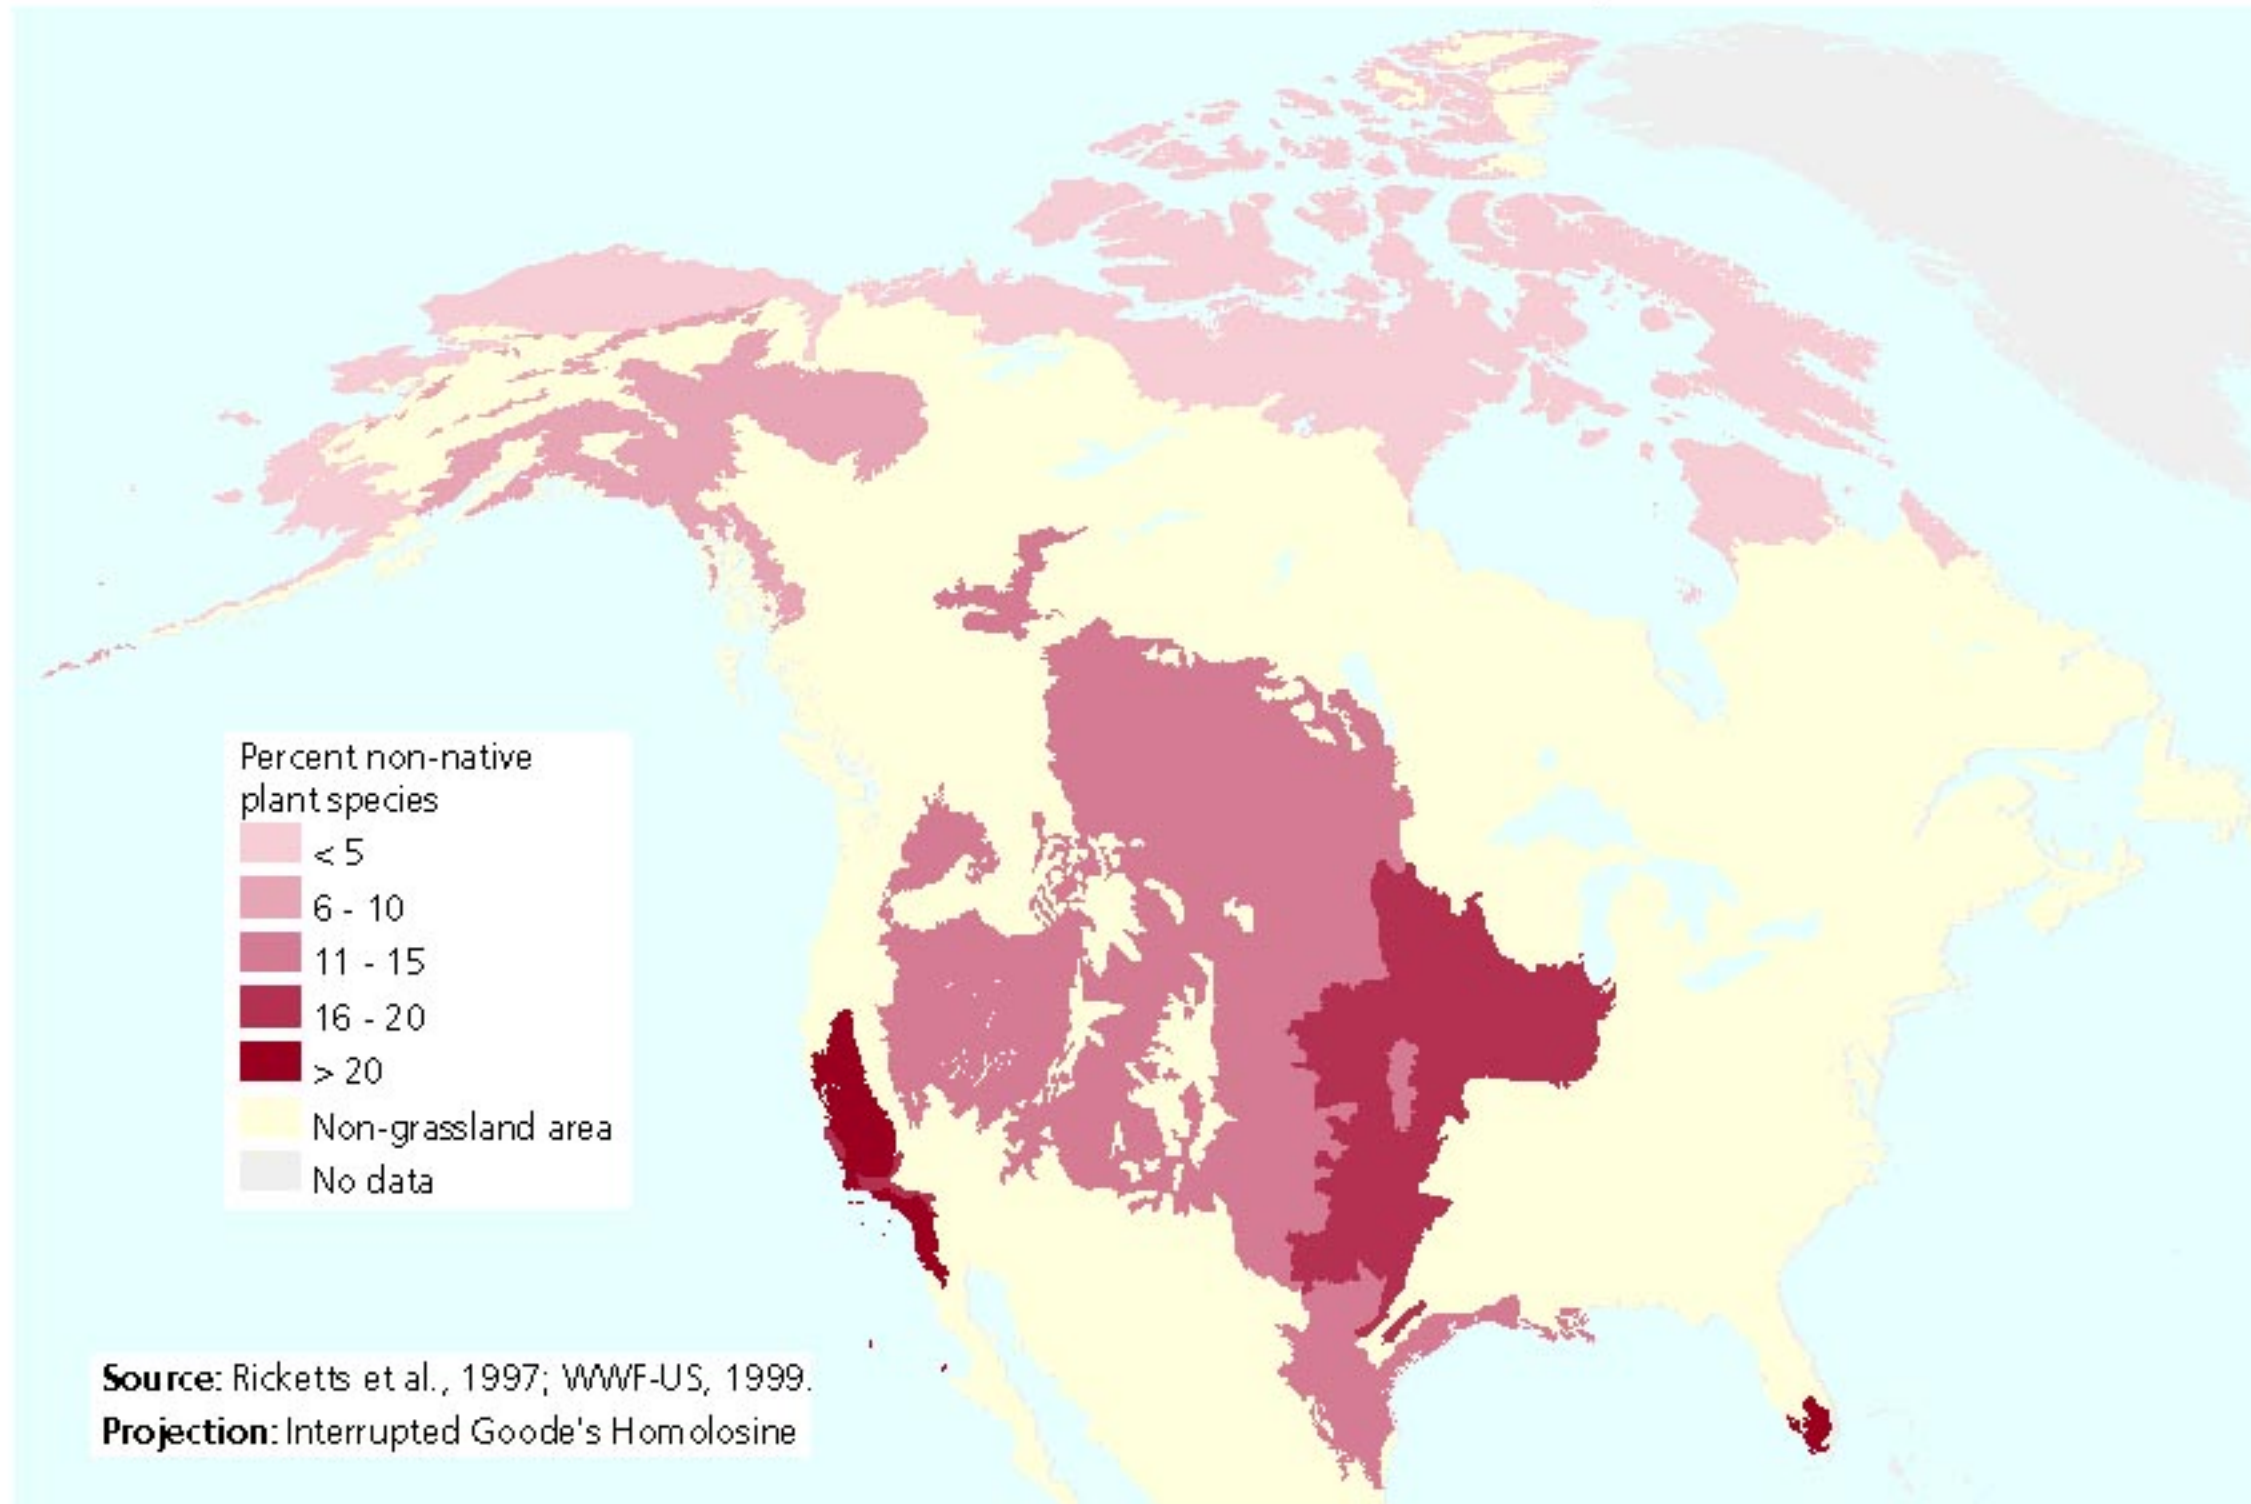 Percent non-native
plant species
< 5
6 - 10
11 - 15
16 - 20
> 20
Non-grassland area
No data
Source: Ricketts et al., 1997; WWF-US, 1999.
Projection: Interrupted Goode's Homolosine